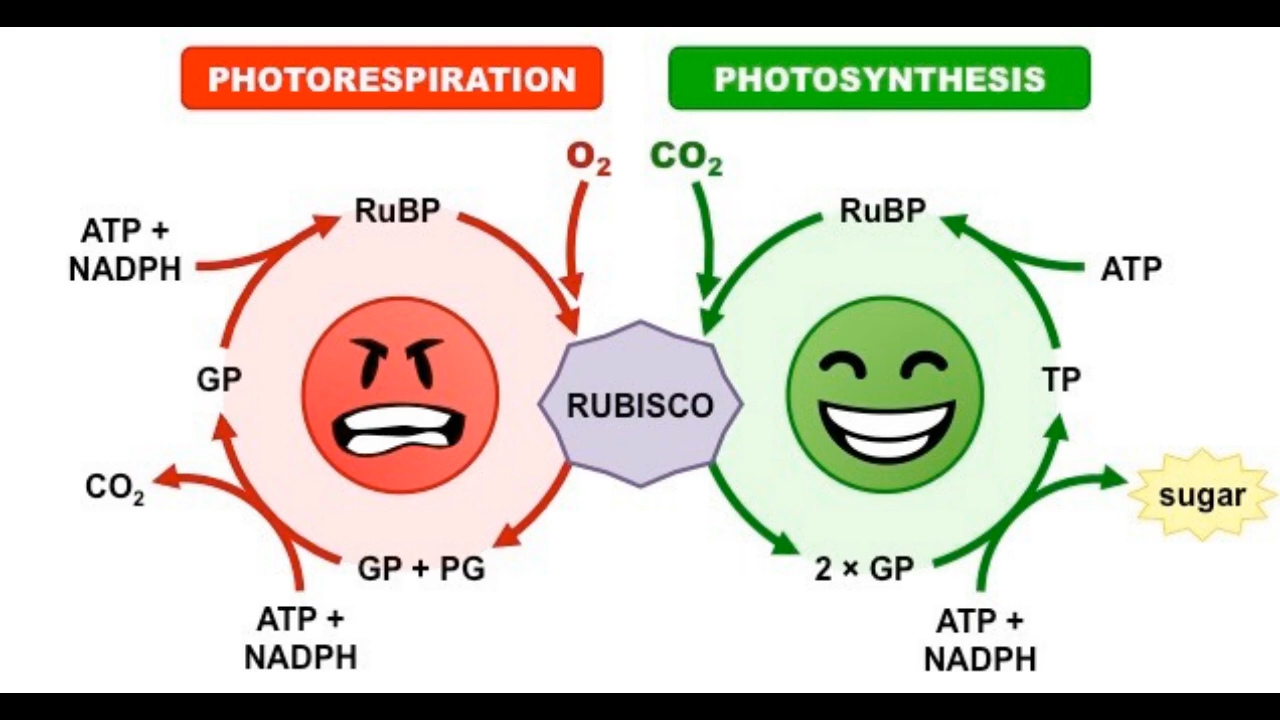 PHOTORESPIRATION
PHOTOSYNTHESIS
O₂
CO₂
RuBP
RuBP
ATP +
NADPH
ATP
GP
RUBISCO
TP
CO₂
sugar
GP + PG
2 × GP
ATP +
NADPH
ATP +
NADPH